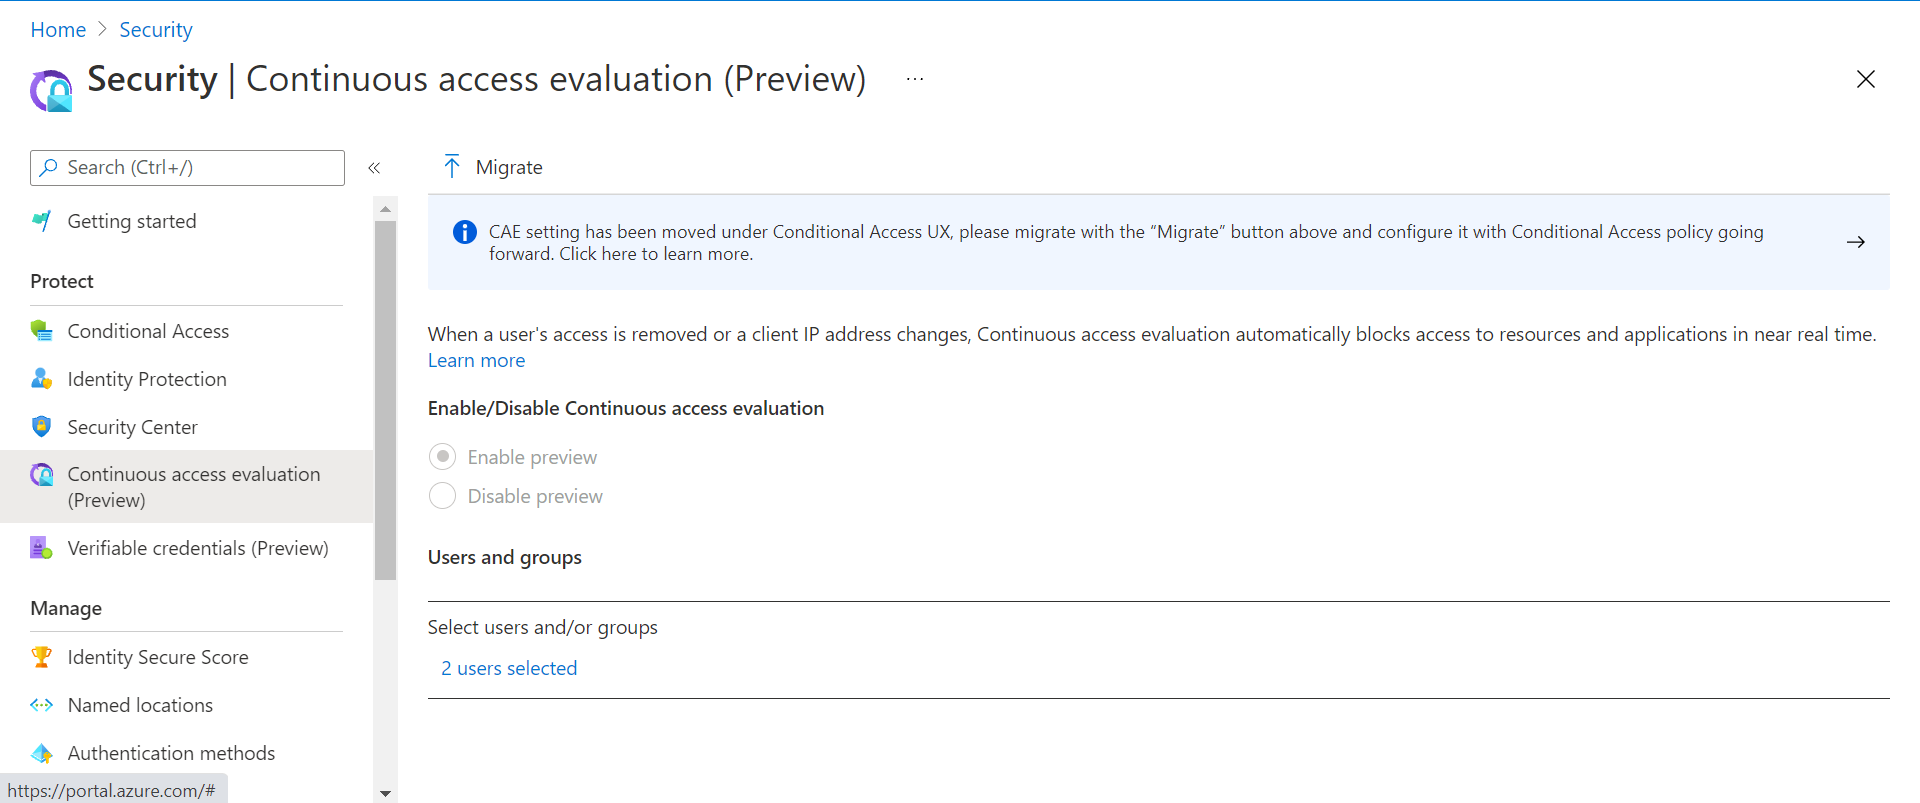 Home > Security
Security | Continuous access evaluation (Preview) ...
Search (Ctrl+/)
«
Getting started
Protect
Conditional Access
Identity Protection
Security Center
Continuous access evaluation
(Preview)
Verifiable credentials (Preview)
Manage
Identity Secure Score
Named locations
Authentication methods
https://portal.azure.com/#
Migrate
CAE setting has been moved under Conditional Access UX, please migrate with the “Migrate” button above and configure it with Conditional Access policy going
forward. Click here to learn more.
When a user's access is removed or a client IP address changes, Continuous access evaluation automatically blocks access to resources and applications in near real time.
Learn more
Enable/Disable Continuous access evaluation
Enable preview
Disable preview
Users and groups
Select users and/or groups
2 users selected